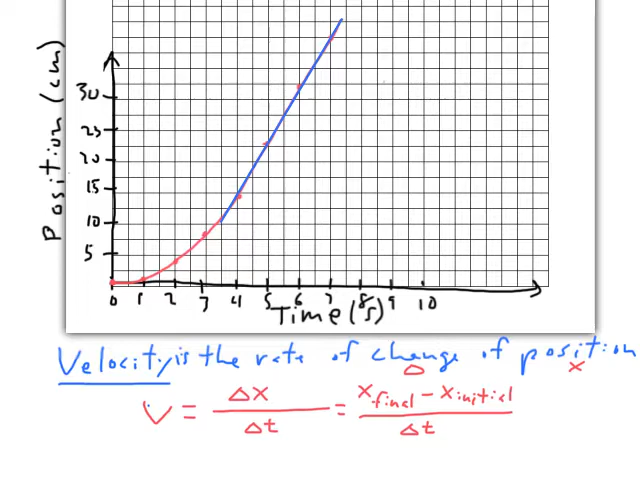 Position (cm)
30
25
20
15
10
5
0 1 2 3 4 5 6 7 8 9 10
Time (s)
Velocity is the rate of change of position
Δ x
V = Δx / Δt = x final - x initial / Δt